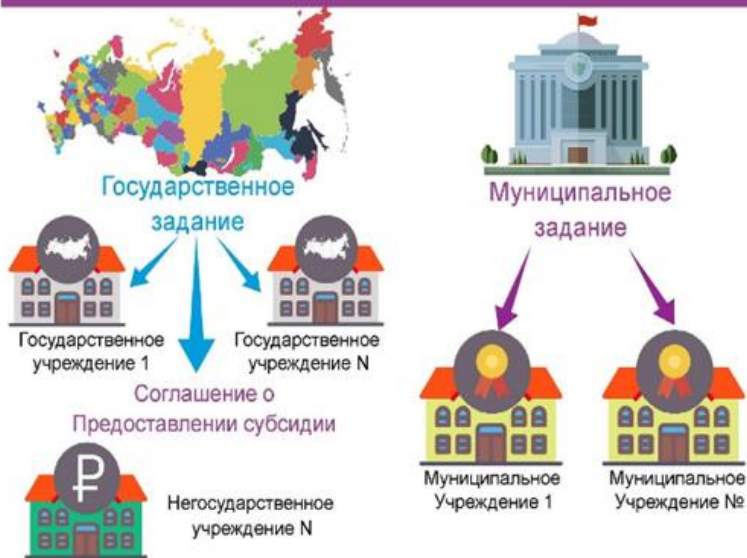 Государственное
задание
Муниципальное
задание
Государственное
учреждение 1
Государственное
учреждение N
Соглашение о
Предоставлении субсидии
Негосударственное
учреждение N
Муниципальное
Учреждение 1
Муниципальное
Учреждение №